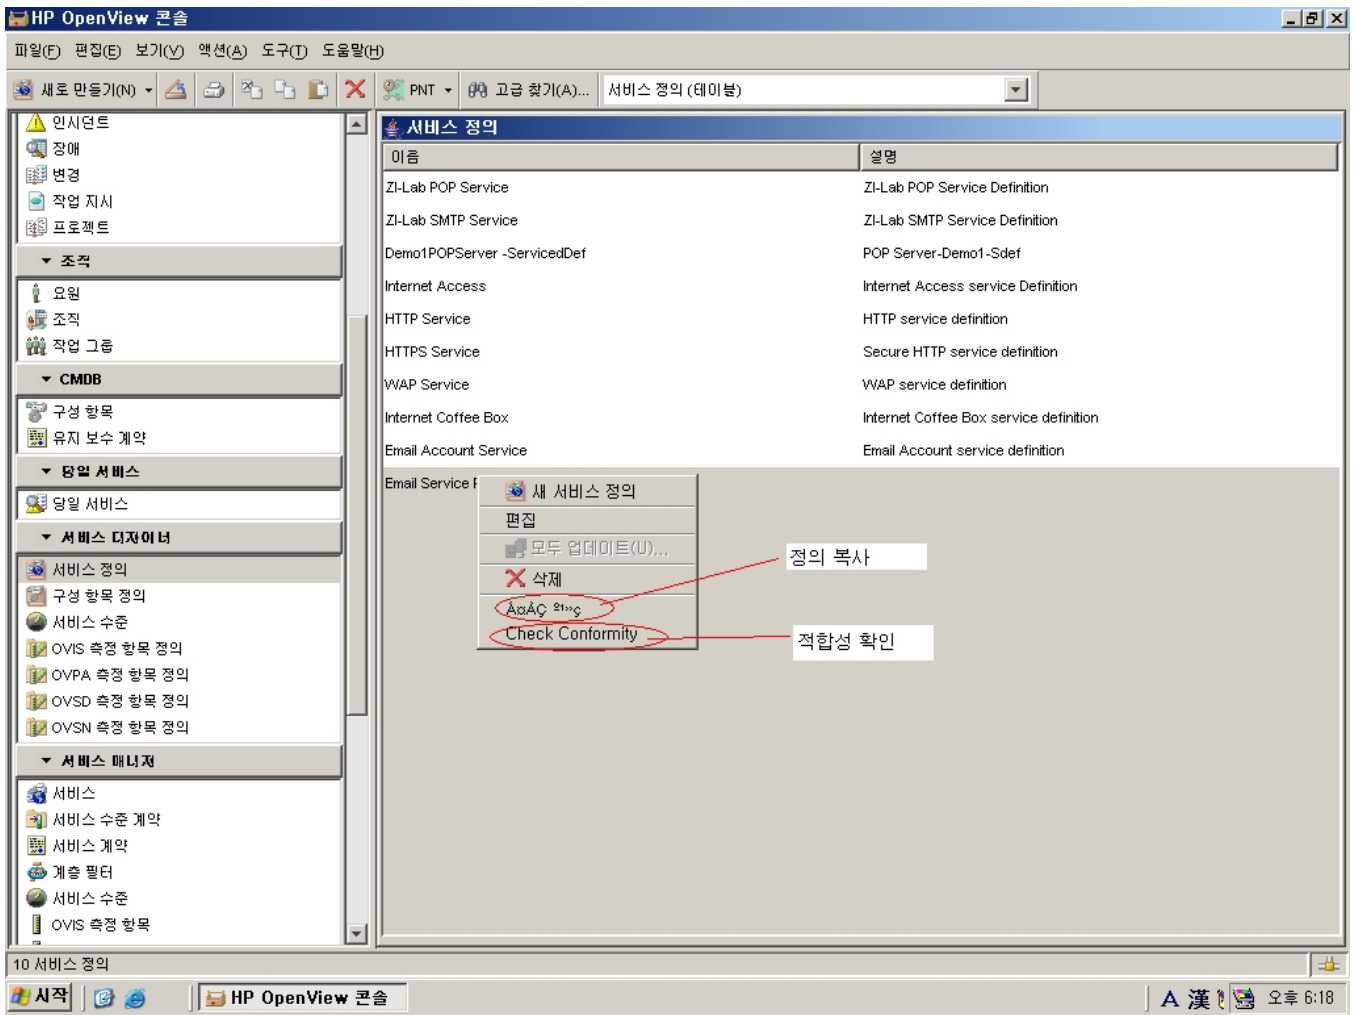 HP OpenView 콘솔
파일(F) 편집(E) 보기(V) 액션(A) 도구(T) 도움말(H)
새로 만들기(N) PNT 고급 찾기(A)... 서비스 정의 (테이블)
인시던트
장애
변경
작업 지시
프로젝트
조직
요원
조직
작업 그룹
CMDB
구성 항목
유지 보수 계약
당일 서비스
당일 서비스
서비스 디자이너
서비스 정의
구성 항목 정의
서비스 수준
OVIS 측정 항목 정의
OVPA 측정 항목 정의
OVSD 측정 항목 정의
OVSN 측정 항목 정의
서비스 매니저
서비스
서비스 수준 계약
서비스 계약
계층 필터
서비스 수준
OVIS 측정 항목
서비스 정의
이름 설명
ZI-Lab POP Service ZI-Lab POP Service Definition
ZI-Lab SMTP Service ZI-Lab SMTP Service Definition
Demo1POPServer -ServicedDef POP Server-Demo1-Sdef
Internet Access Internet Access service Definition
HTTP Service HTTP service definition
HTTPS Service Secure HTTP service definition
WAP Service WAP service definition
Internet Coffee Box Internet Coffee Box service definition
Email Account Service Email Account service definition
Email Service
새 서비스 정의
편집
모두 업데이트(U)...
삭제
Á¤ÀÇ º¹»ç
Check Conformity
정의 복사
적합성 확인
10 서비스 정의
시작 HP OpenView 콘솔 A 漢 오후 6:18